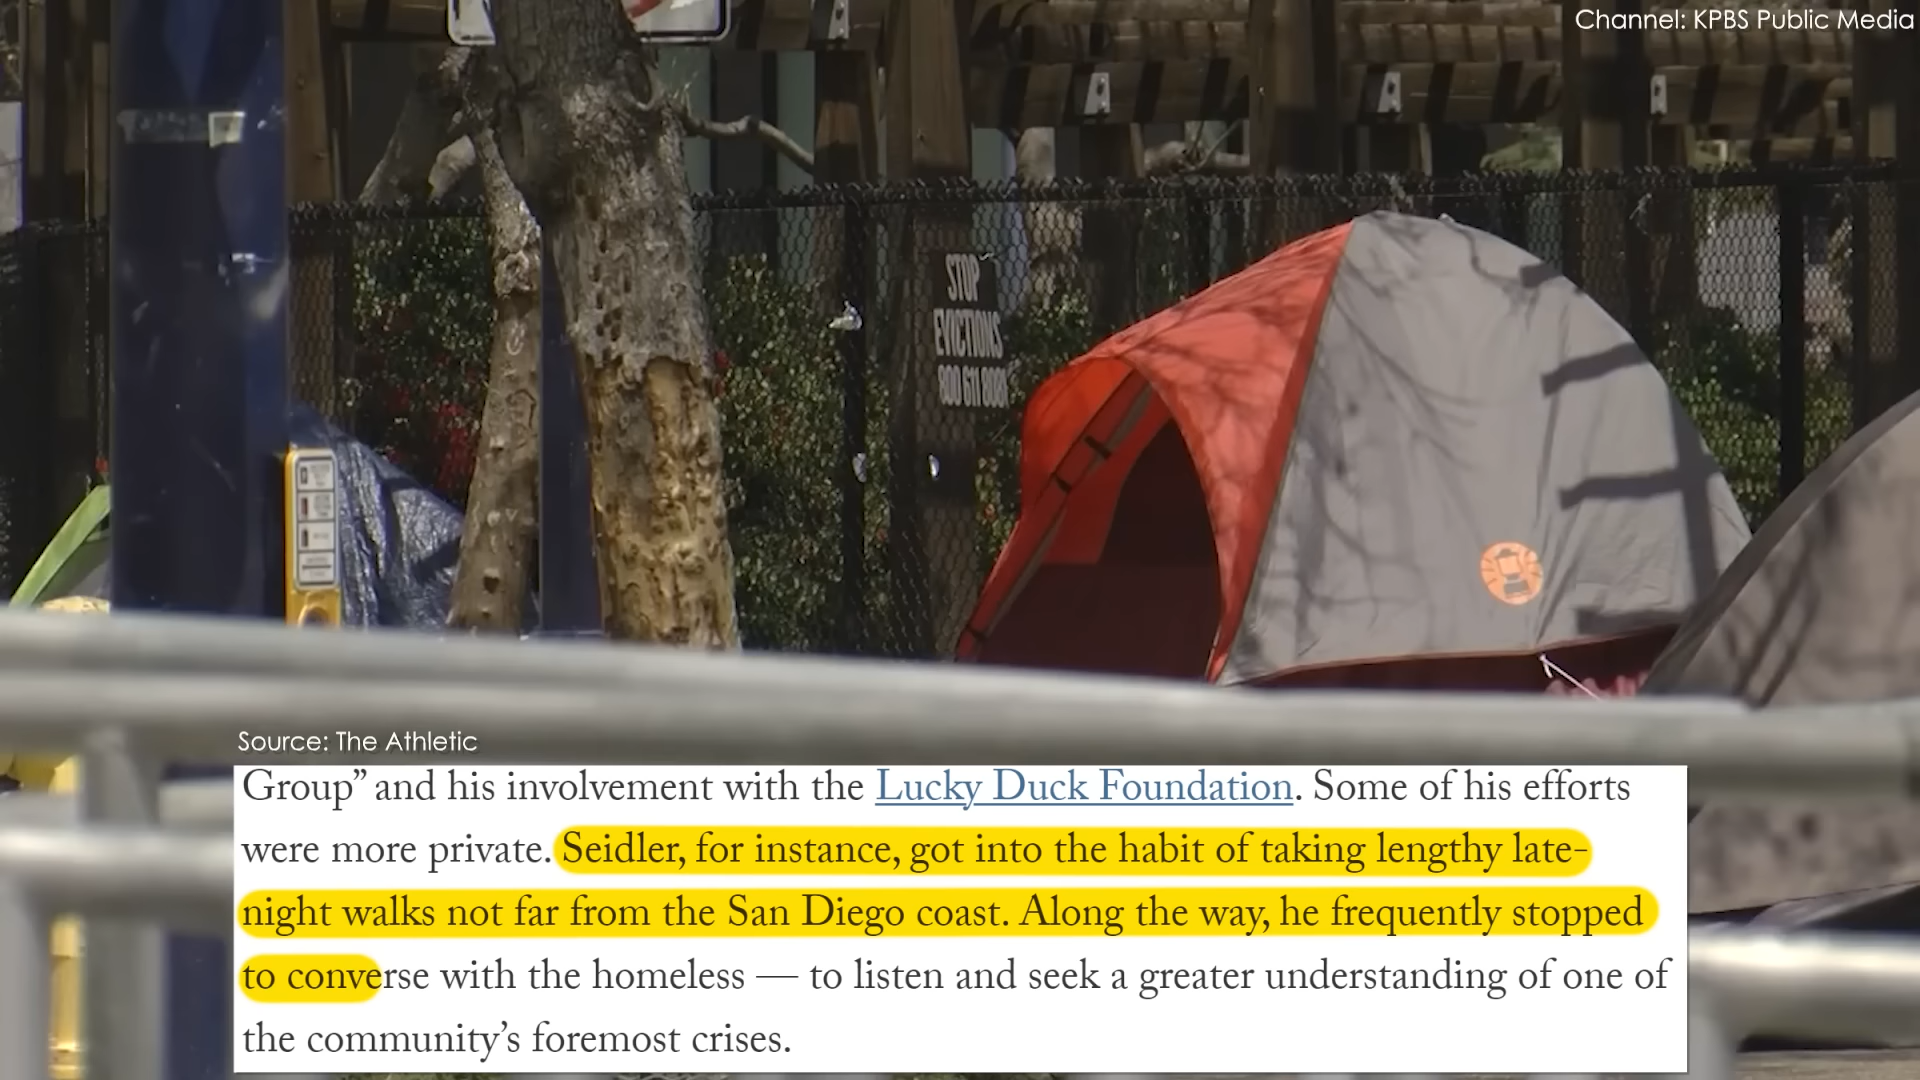 Channel: KPBS Public Media
STOP
EVICTIONS
Source: The Athletic
Group” and his involvement with the Lucky Duck Foundation. Some of his efforts
were more private. Seidler, for instance, got into the habit of taking lengthy late-
night walks not far from the San Diego coast. Along the way, he frequently stopped
to converse with the homeless — to listen and seek a greater understanding of one of
the community’s foremost crises.